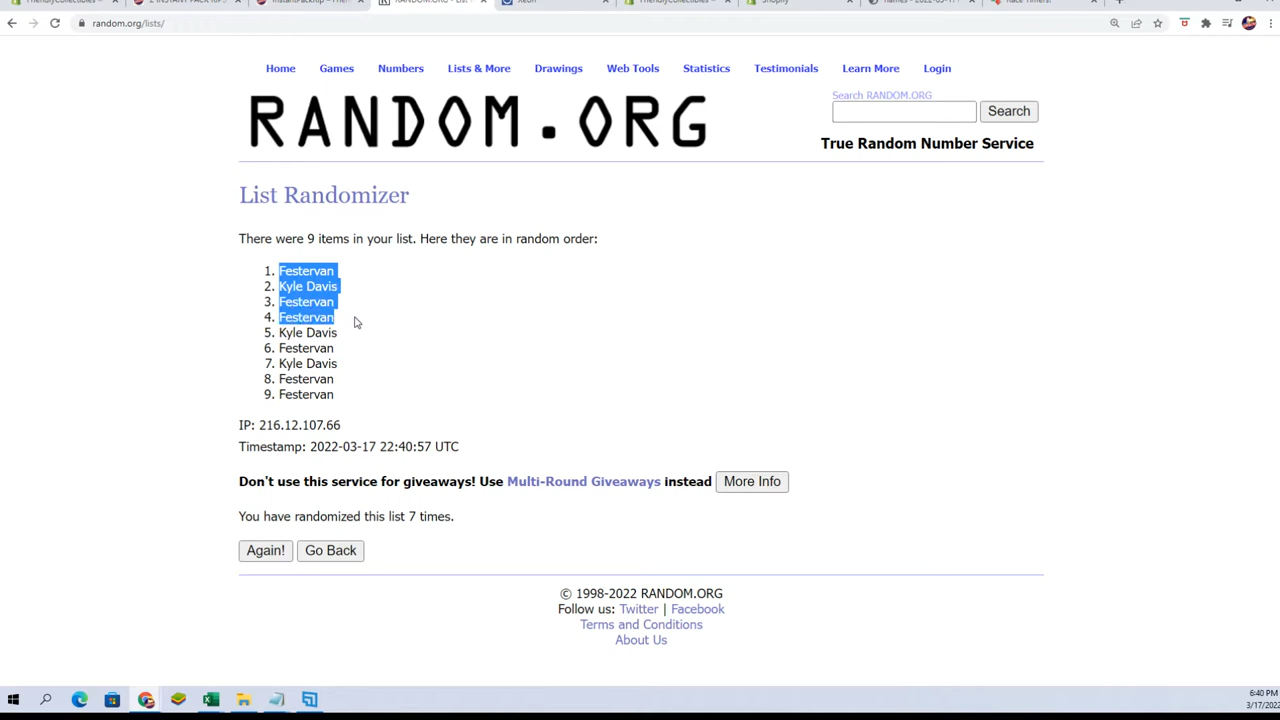 random.org/lists/
Home Games Numbers Lists & More Drawings Web Tools Statistics Testimonials Learn More Login
RANDOM.ORG
Search RANDOM.ORG
Search
True Random Number Service
List Randomizer
There were 9 items in your list. Here they are in random order:
1. Festervan
2. Kyle Davis
3. Festervan
4. Festervan
5. Kyle Davis
6. Festervan
7. Kyle Davis
8. Festervan
9. Festervan
IP: 216.12.107.66
Timestamp: 2022-03-17 22:40:57 UTC
Don't use this service for giveaways! Use Multi-Round Giveaways instead More Info
You have randomized this list 7 times.
Again! Go Back
© 1998-2022 RANDOM.ORG
Follow us: Twitter | Facebook
Terms and Conditions
About Us
6:40 PM